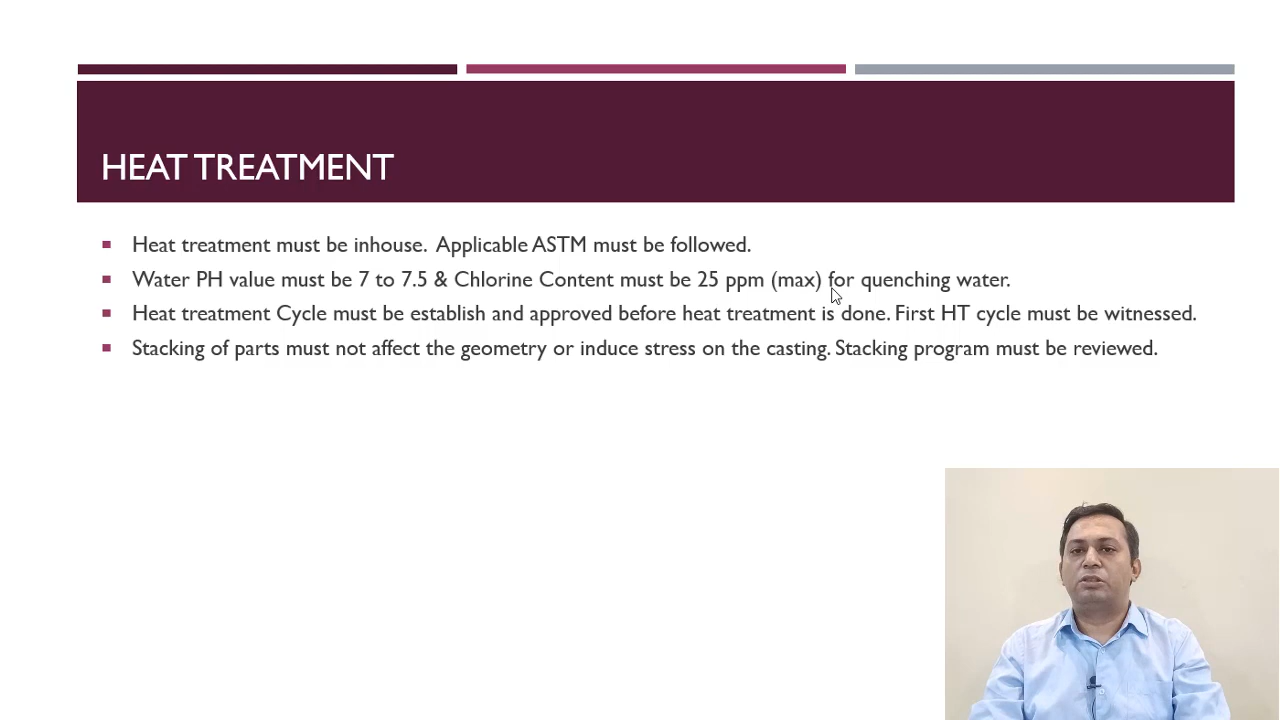 HEAT TREATMENT
Heat treatment must be inhouse. Applicable ASTM must be followed.
Water PH value must be 7 to 7.5 & Chlorine Content must be 25 ppm (max) for quenching water.
Heat treatment Cycle must be establish and approved before heat treatment is done. First HT cycle must be witnessed.
Stacking of parts must not affect the geometry or induce stress on the casting. Stacking program must be reviewed.